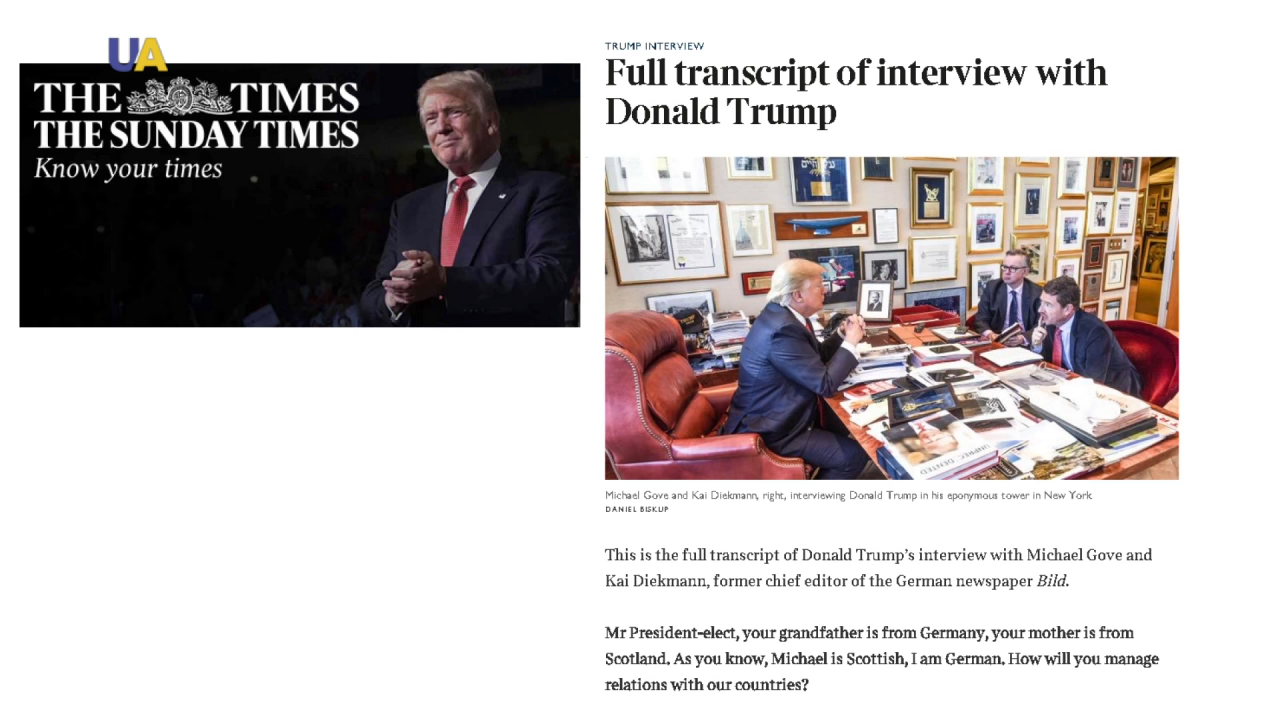 UA
THE TIMES
THE SUNDAY TIMES
Know your times
TRUMP INTERVIEW
Full transcript of interview with
Donald Trump
Michael Gove and Kai Diekmann, right, interviewing Donald Trump in his eponymous tower in New York
DANIEL BISKUP
This is the full transcript of Donald Trump's interview with Michael Gove and
Kai Diekmann, former chief editor of the German newspaper Bild.
Mr President-elect, your grandfather is from Germany, your mother is from
Scotland. As you know, Michael is Scottish, I am German. How will you manage
relations with our countries?